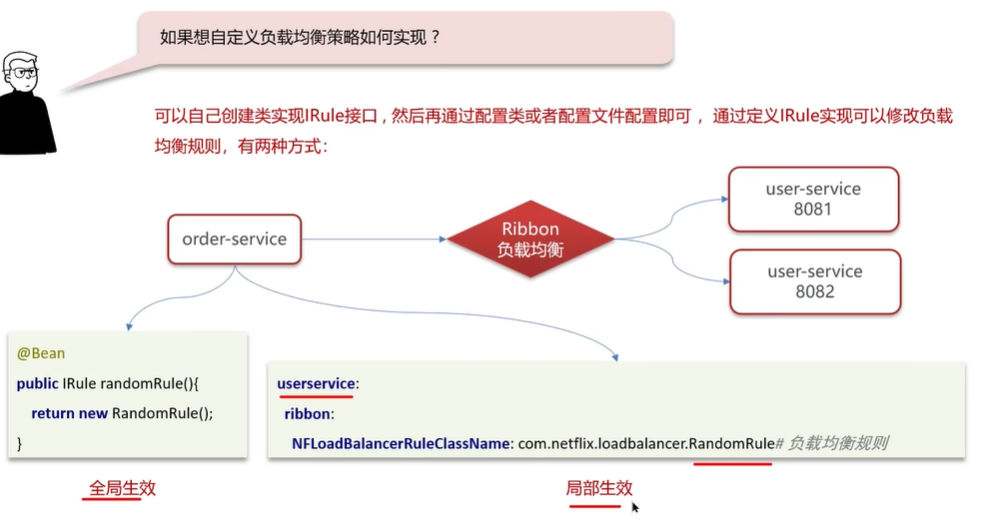 如果想自定义负载均衡策略如何实现？
可以自己创建类实现IRule接口 , 然后再通过配置类或者配置文件配置即可 ，通过定义IRule实现可以修改负载
均衡规则，有两种方式：
order-service
Ribbon
负载均衡
user-service
8081
user-service
8082
@Bean
public IRule randomRule(){
return new RandomRule();
}
userservice:
ribbon:
NFLoadBalancerRuleClassName: com.netflix.loadbalancer.RandomRule# 负载均衡规则
全局生效
局部生效